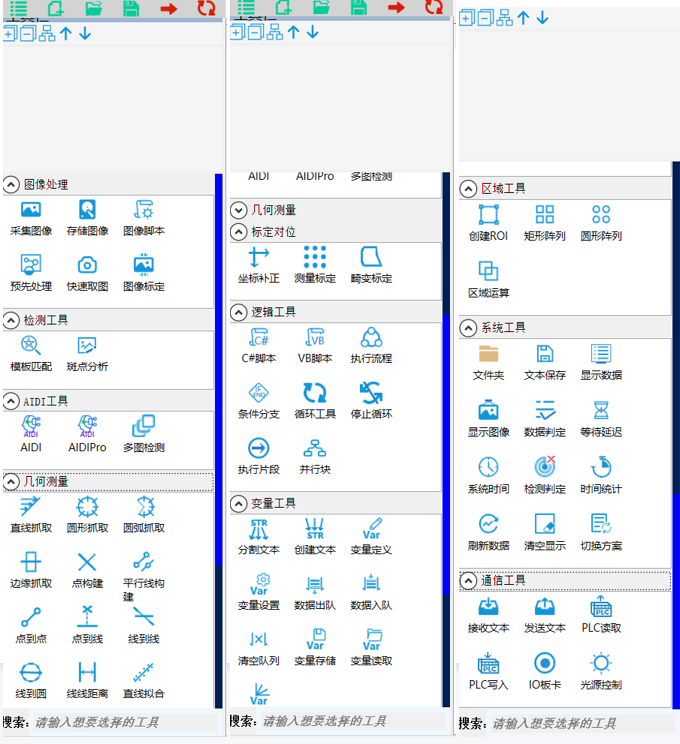 图像处理
采集图像 存储图像 图像脚本
预先处理 快速取图 图像标定
检测工具
模板匹配 斑点分析
AIDI工具
AIDI AIDI
AIDI AIDIPro 多图检测
几何测量
直线抓取 圆形抓取 圆弧抓取
边缘抓取 点构建 平行线构建
点到点 点到线 线到线
线到圆 线线距离 直线拟合
搜索: 请输入想要选择的工具
AIDI AIDIPro 多图检测
几何测量
标定对位
坐标补正 测量标定 畸变标定
逻辑工具
C# VB
C#脚本 VB脚本 执行流程
IF END
条件分支 循环工具 停止循环
执行片段 并行块
变量工具
STR STR Var
分割文本 创建文本 变量定义
Var
变量设置 数据出队 数据入队
Var
清空队列 变量存储 变量读取
Var
搜索: 请输入想要选择的工具
区域工具
创建ROI 矩形阵列 圆形阵列
区域运算
系统工具
文件夹 文本保存 显示数据
显示图像 数据判定 等待延迟
系统时间 检测判定 时间统计
刷新数据 清空显示 切换方案
通信工具
PLC
接收文本 发送文本 PLC读取
PLC
PLC写入 IO板卡 光源控制
搜索: 请输入想要选择的工具